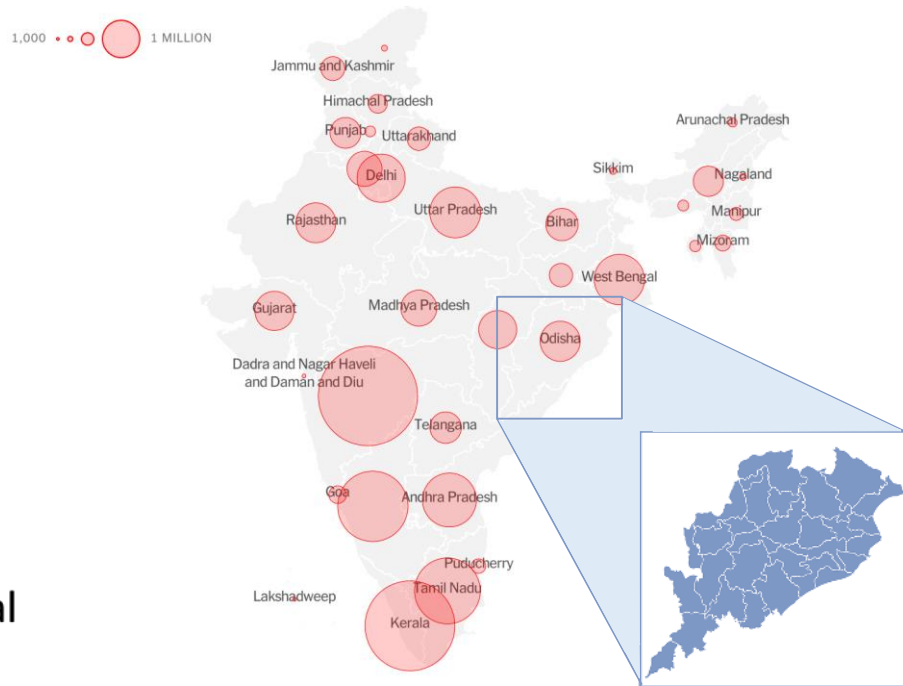 1,000
1 MILLION
Jammu and Kashmir
Himachal Pradesh
Punjab
Uttarakhand
Arunachal Pradesh
Delhi
Sikkim
Nagaland
Rajasthan
Uttar Pradesh
Bihar
Manipur
Mizoram
West Bengal
Gujarat
Madhya Pradesh
Odisha
Dadra and Nagar Haveli
and Daman and Diu
Telangana
Goa
Andhra Pradesh
Puducherry
Tamil Nadu
Lakshadweep
Kerala
al